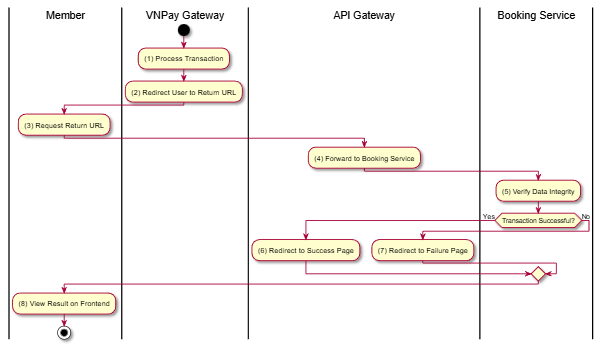 Member
VNPay Gateway
API Gateway
Booking Service
(1) Process Transaction
(2) Redirect User to Return URL
(3) Request Return URL
(4) Forward to Booking Service
(5) Verify Data Integrity
Yes
Transaction Successful?
No
(6) Redirect to Success Page
(7) Redirect to Failure Page
(8) View Result on Frontend